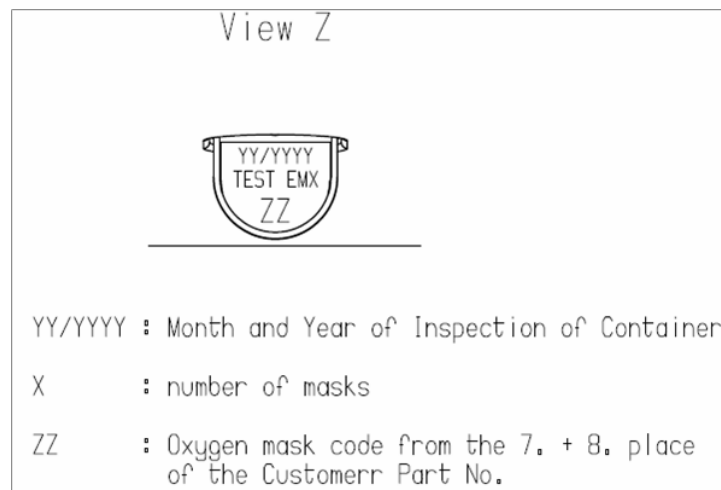 View Z
YY/YYYY
TEST EMX
ZZ
YY/YYYY : Month and Year of Inspection of Container
X : number of masks
ZZ : Oxygen mask code from the 7. + 8. place
of the Customerr Part No.